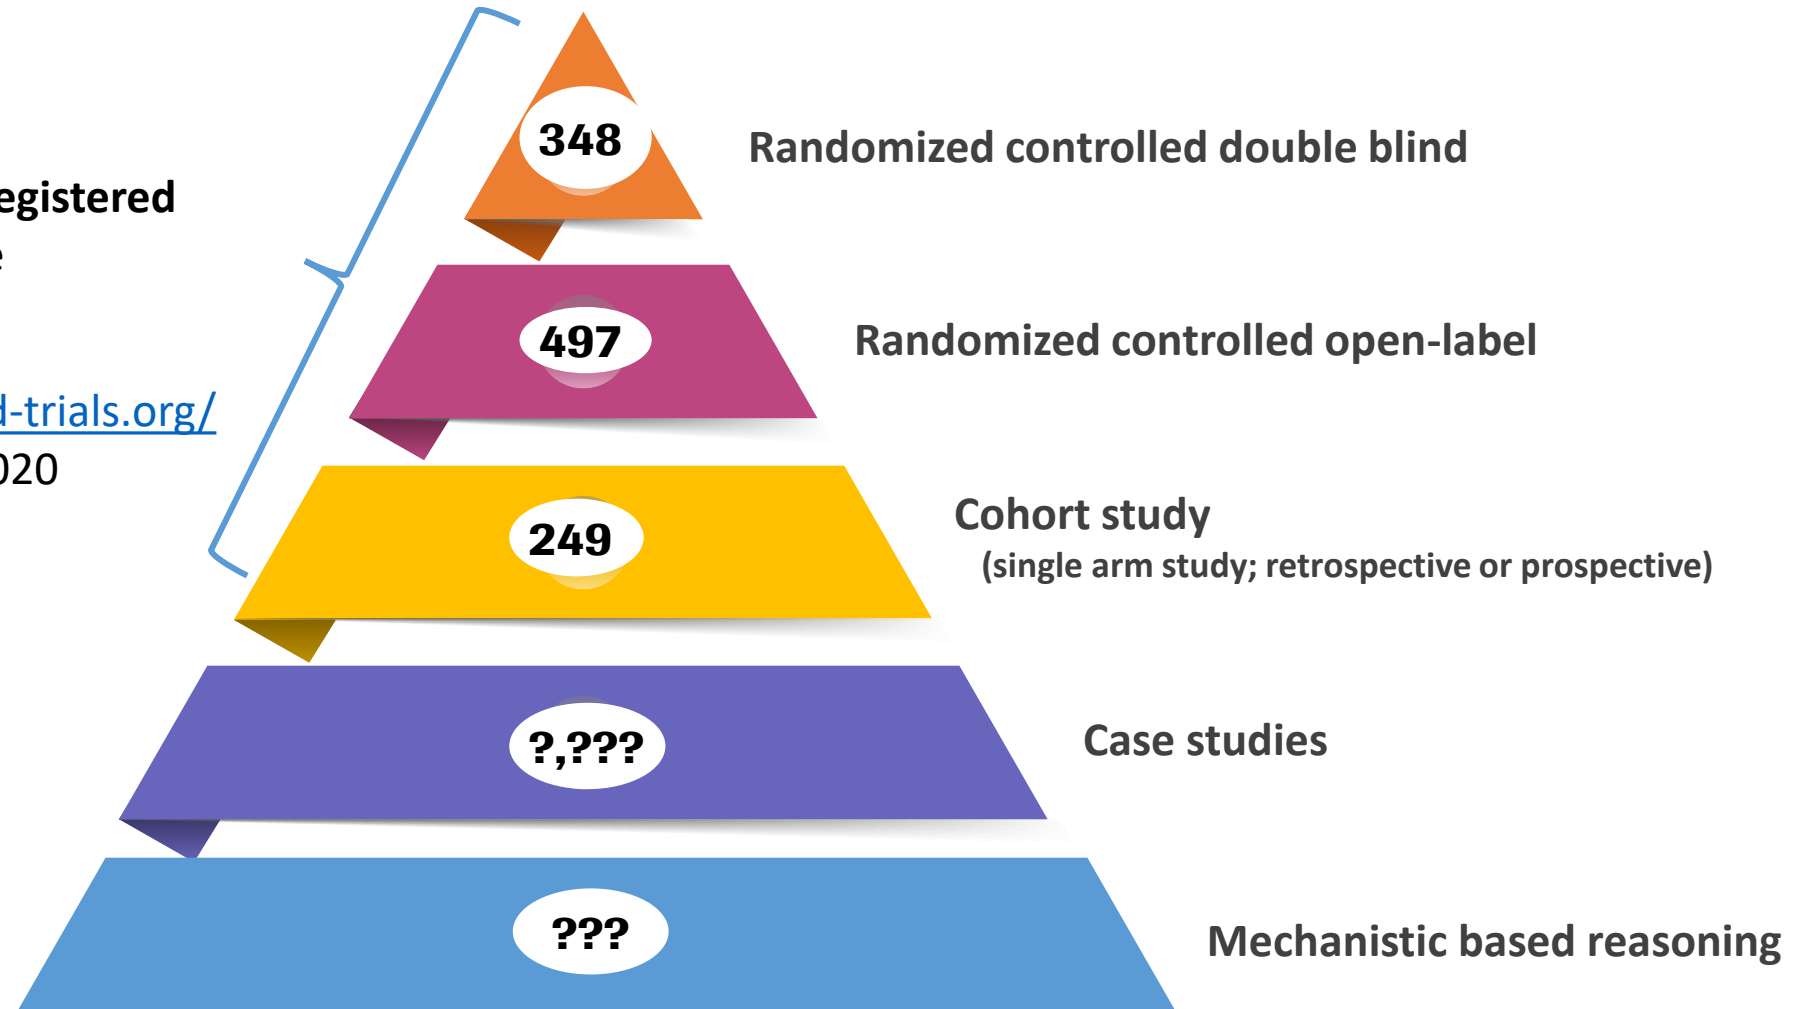 348
Randomized controlled double blind
egistered
e
497
Randomized controlled open-label
d-trials.org/
020
249
Cohort study
(single arm study; retrospective or prospective)
?,???
Case studies
???
Mechanistic based reasoning